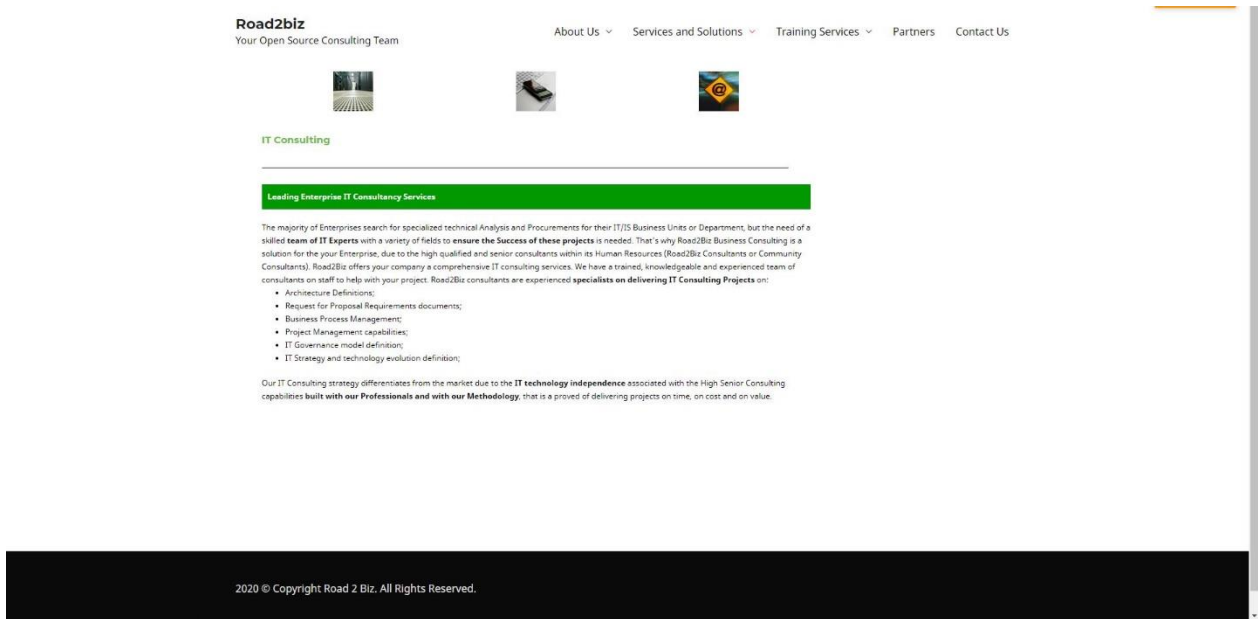 Road2biz
Your Open Source Consulting Team
About Us
Services and Solutions
Training Services
Partners
Contact Us
@
IT Consulting
Leading Enterprise IT Consultancy Services
The majority of Enterprises search for specialized technical Analysis and Procurements for their IT/IS Business Units or Department, but the need of a
skilled team of IT Experts with a variety of fields to ensure the Success of these projects is needed. That's why Road2Biz Business Consulting is a
solution for the your Enterprise, due to the high qualified and senior consultants within its Human Resources (Road2Biz Consultants or Community
Consultants). Road2Biz offers your company a comprehensive IT consulting services. We have a trained, knowledgeable and experienced team of
consultants on staff to help with your project. Road2Biz consultants are experienced specialists on delivering IT Consulting Projects on:
• Architecture Definitions;
• Request for Proposal Requirements documents;
• Business Process Management;
• Project Management capabilities;
• IT Governance model definition;
• IT Strategy and technology evolution definition;
Our IT Consulting strategy differentiates from the market due to the IT technology independence associated with the High Senior Consulting
capabilities built with our Professionals and with our Methodology, that is a proved of delivering projects on time, on cost and on value.
2020 © Copyright Road 2 Biz. All Rights Reserved.